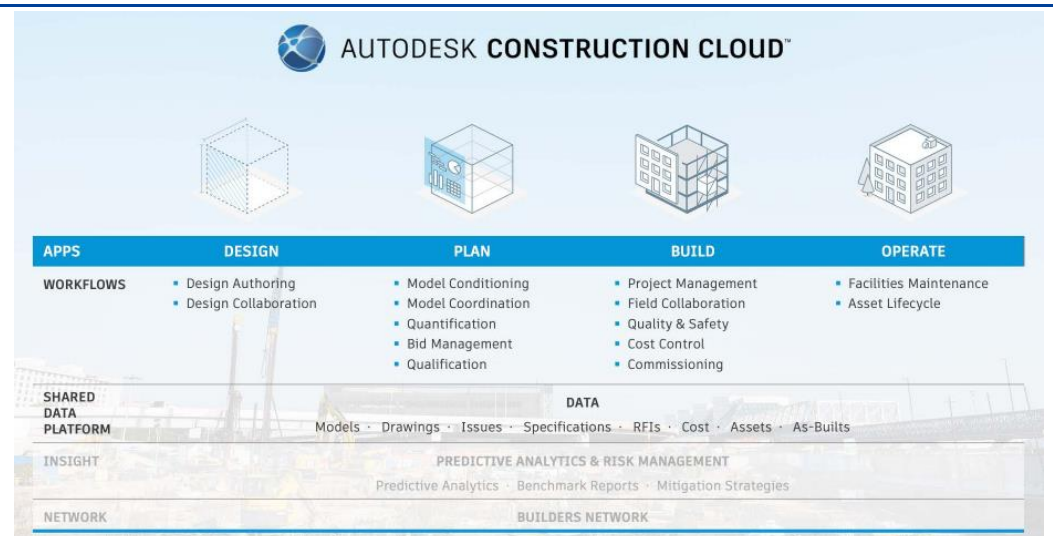 AUTODESK CONSTRUCTION CLOUD™
APPS DESIGN PLAN BUILD OPERATE
WORKFLOWS
▪ Design Authoring
▪ Design Collaboration
▪ Model Conditioning
▪ Model Coordination
▪ Quantification
▪ Bid Management
▪ Qualification
▪ Project Management
▪ Field Collaboration
▪ Quality & Safety
▪ Cost Control
▪ Commissioning
▪ Facilities Maintenance
▪ Asset Lifecycle
SHARED
DATA
PLATFORM
DATA
Models · Drawings · Issues · Specifications · RFIs · Cost · Assets · As-Builts
INSIGHT
PREDICTIVE ANALYTICS & RISK MANAGEMENT
Predictive Analytics · Benchmark Reports · Mitigation Strategies
NETWORK
BUILDERS NETWORK